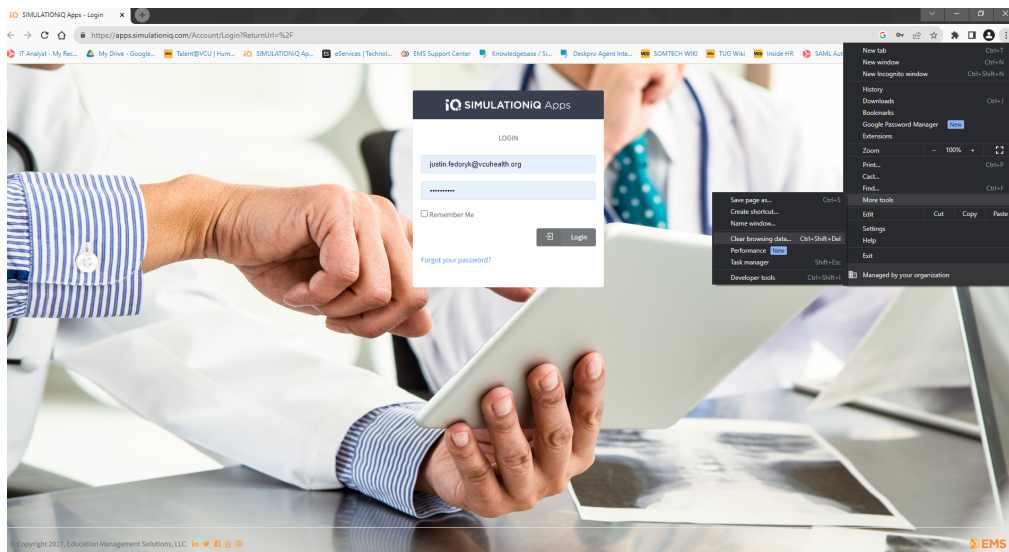 SIMULATIONiQ Apps - Login
https://apps.simulationiq.com/Account/Login?ReturnUrl=%2F
IT Analyst - My Rec...
My Drive - Google...
Talent@VCU | Hum...
SIMULATIONiQ Ap...
eServices | Technol...
EMS Support Center
Knowledgebase / Si...
Deskpro Agent Inte...
SOMTECH WIKI
TUG Wiki
Inside HR
SAML Aut
New tab Ctrl+T
New window Ctrl+N
New Incognito window Ctrl+Shift+N
History
Downloads Ctrl+J
Bookmarks
Google Password Manager New
Extensions
Zoom - 100% +
Print... Ctrl+P
Cast...
Find... Ctrl+F
More tools
Edit Cut Copy Paste
Settings
Help
Exit
Managed by your organization
Save page as... Ctrl+S
Create shortcut...
Name window...
Clear browsing data... Ctrl+Shift+Del
Performance New
Task manager Shift+Esc
Developer tools Ctrl+Shift+I
iQ SIMULATIONiQ Apps
LOGIN
justin.fedoryk@vcuhealth.org
••••••••••
Remember Me
Login
Forgot your password?
© Copyright 2017, Education Management Solutions, LLC.
EMS